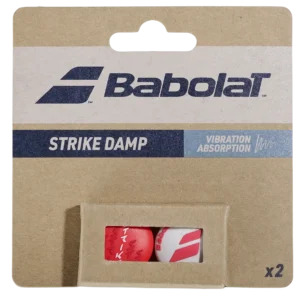 BABOLAT
STRIKE DAMP
VIBRATION
ABSORPTION
x2